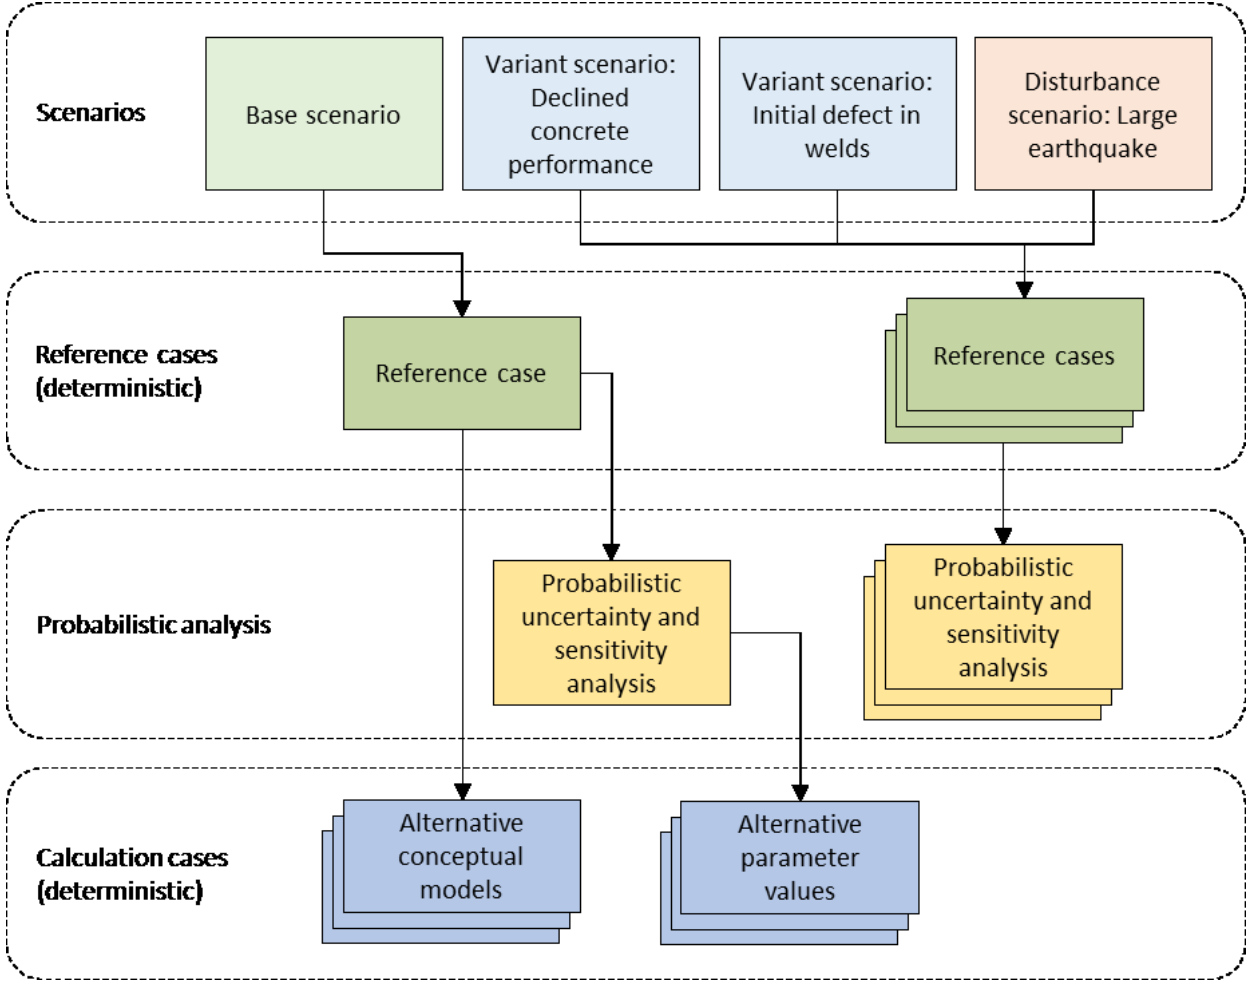 Scenarios
Base scenario
Variant scenario:
Declined
concrete
performance
Variant scenario:
Initial defect in
welds
Disturbance
scenario: Large
earthquake
Reference cases
(deterministic)
Reference case
Reference cases
Probabilistic analysis
Probabilistic
uncertainty and
sensitivity
analysis
Probabilistic
uncertainty and
sensitivity
analysis
Calculation cases
(deterministic)
Alternative
conceptual
models
Alternative
parameter
values